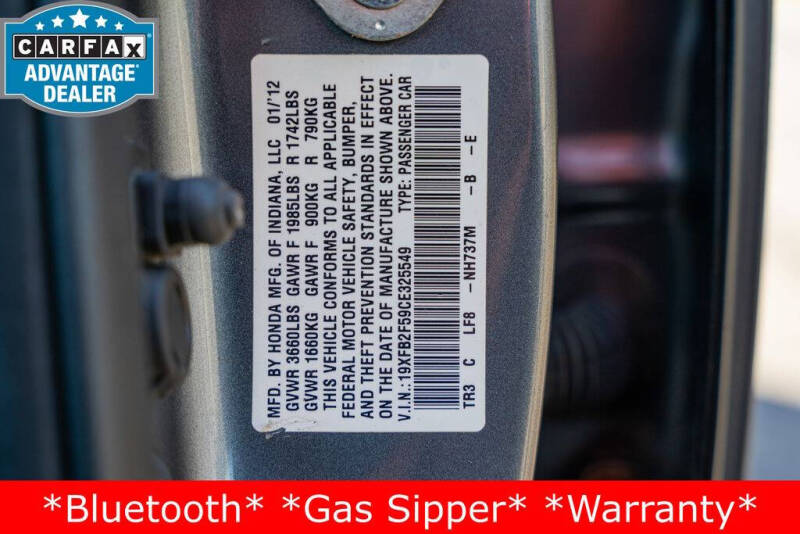 CARFAX
ADVANTAGE®
DEALER
MFD. BY HONDA MFG. OF INDIANA, LLC 01/'12
GVWR 3660LBS GAWR F 1985LBS R 1742LBS
GVWR 1660KG GAWR F 900KG R 790KG
THIS VEHICLE CONFORMS TO ALL APPLICABLE
FEDERAL MOTOR VEHICLE SAFETY, BUMPER,
AND THEFT PREVENTION STANDARDS IN EFFECT
ON THE DATE OF MANUFACTURE SHOWN ABOVE.
V.I.N.:19XFB2F59CE325549 TYPE: PASSENGER CAR
TR3 C LF8 -NH737M -B -E
*Bluetooth* *Gas Sipper* *Warranty*